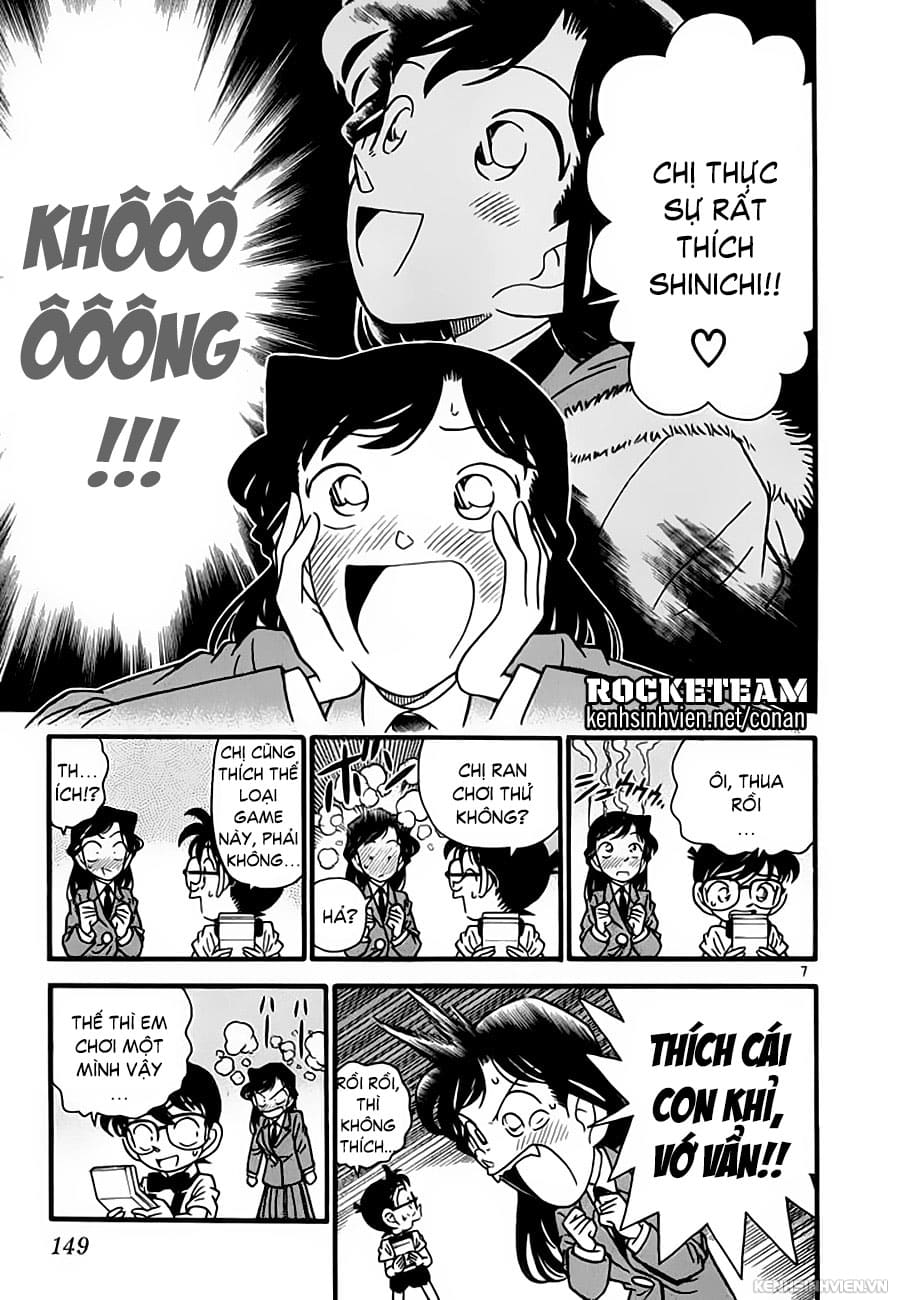 CHỊ THỰC
SỰ RẤT
THÍCH
SHINICHI!!
♡
KHÔÔÔ
ÔÔÔNG
!!!
ROCKETEAM
kenhsinhvien.net/conan
ÔI, THUA
RỒI
...
CHỊ RAN
CHƠI THỬ
KHÔNG?
HẢ?
CHỊ CŨNG
THÍCH THỂ
LOẠI
GAME
NÀY, PHẢI
KHÔNG...
TH...
ÍCH!?
7
THÍCH CÁI
CON KHỈ,
VỚ VẨN!!
RỒI RỒI,
THÌ
KHÔNG
THÍCH...
THẾ THÌ EM
CHƠI MỘT
MÌNH VẬY
...
149
KENHSINHVIEN.VN